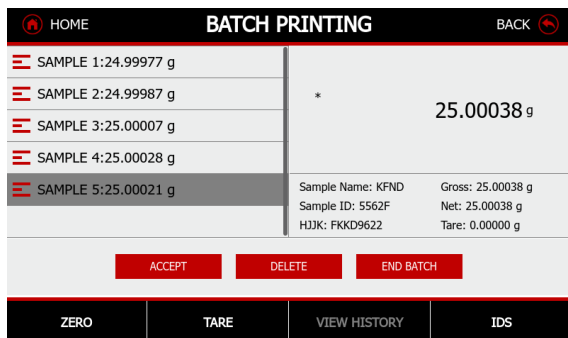 HOME
BATCH PRINTING
BACK
SAMPLE 1:24.99977 g
SAMPLE 2:24.99987 g
SAMPLE 3:25.00007 g
SAMPLE 4:25.00028 g
SAMPLE 5:25.00021 g
*
25.00038 g
Sample Name: KFND
Sample ID: 5562F
HJJK: FKKD9622
Gross: 25.00038 g
Net: 25.00038 g
Tare: 0.00000 g
ACCEPT
DELETE
END BATCH
ZERO
TARE
VIEW HISTORY
IDS